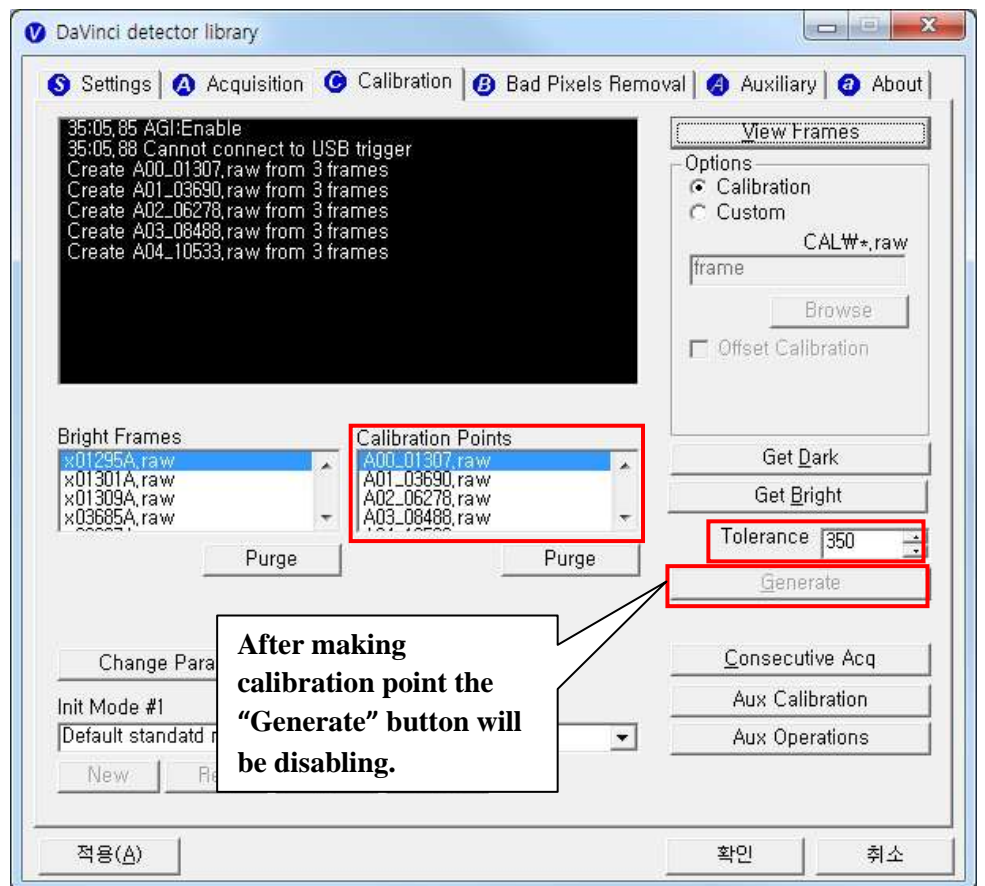 DaVinci detector library
Settings Acquisition Calibration Bad Pixels Removal Auxiliary About
35:05,85 AGI:Enable
35:05,88 Cannot connect to USB trigger
Create A00_01307,raw from 3 frames
Create A01_03690,raw from 3 frames
Create A02_06278,raw from 3 frames
Create A03_08488,raw from 3 frames
Create A04_10533,raw from 3 frames
View Frames
Options
Calibration
Custom
CAL₩*,raw
frame
Browse
Offset Calibration
Bright Frames
x01295A,raw
x01301A,raw
x01309A,raw
x03685A,raw
Purge
Calibration Points
A00_01307,raw
A01_03690,raw
A02_06278,raw
A03_08488,raw
Purge
Get Dark
Get Bright
Tolerance 350
Generate
After making
calibration point the
“Generate” button will
be disabling.
Change Para
Init Mode #1
Default standatd
New
Consecutive Acq
Aux Calibration
Aux Operations
적용(A)
확인
취소